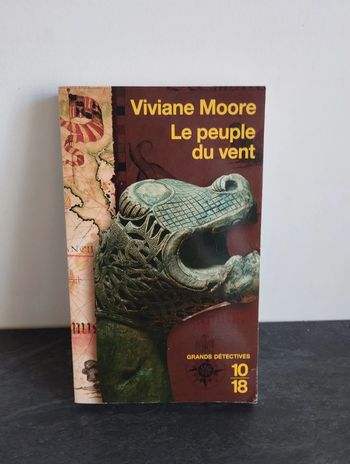 Viviane Moore
Le peuple
du vent
GRANDS DÉTECTIVES
10
18